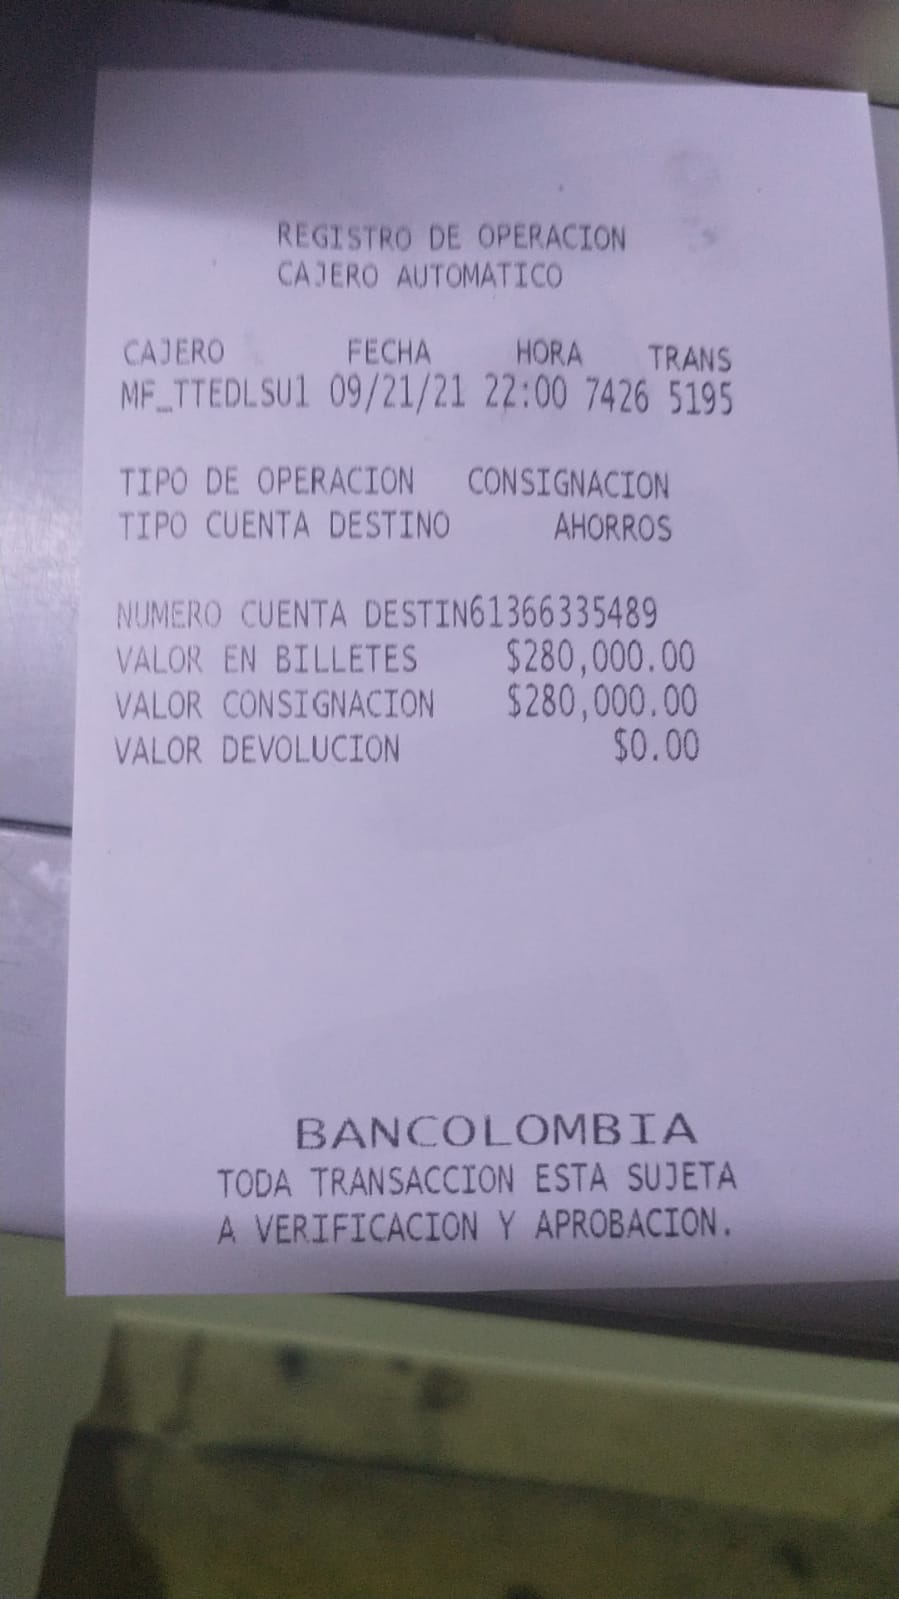 REGISTRO DE OPERACION
CAJERO AUTOMATICO
CAJERO FECHA HORA TRANS
MF_TTEDLSU1 09/21/21 22:00 7426 5195
TIPO DE OPERACION CONSIGNACION
TIPO CUENTA DESTINO AHORROS
NUMERO CUENTA DESTIN61366335489
VALOR EN BILLETES $280,000.00
VALOR CONSIGNACION $280,000.00
VALOR DEVOLUCION $0.00
BANCOLOMBIA
TODA TRANSACCION ESTA SUJETA
A VERIFICACION Y APROBACION.